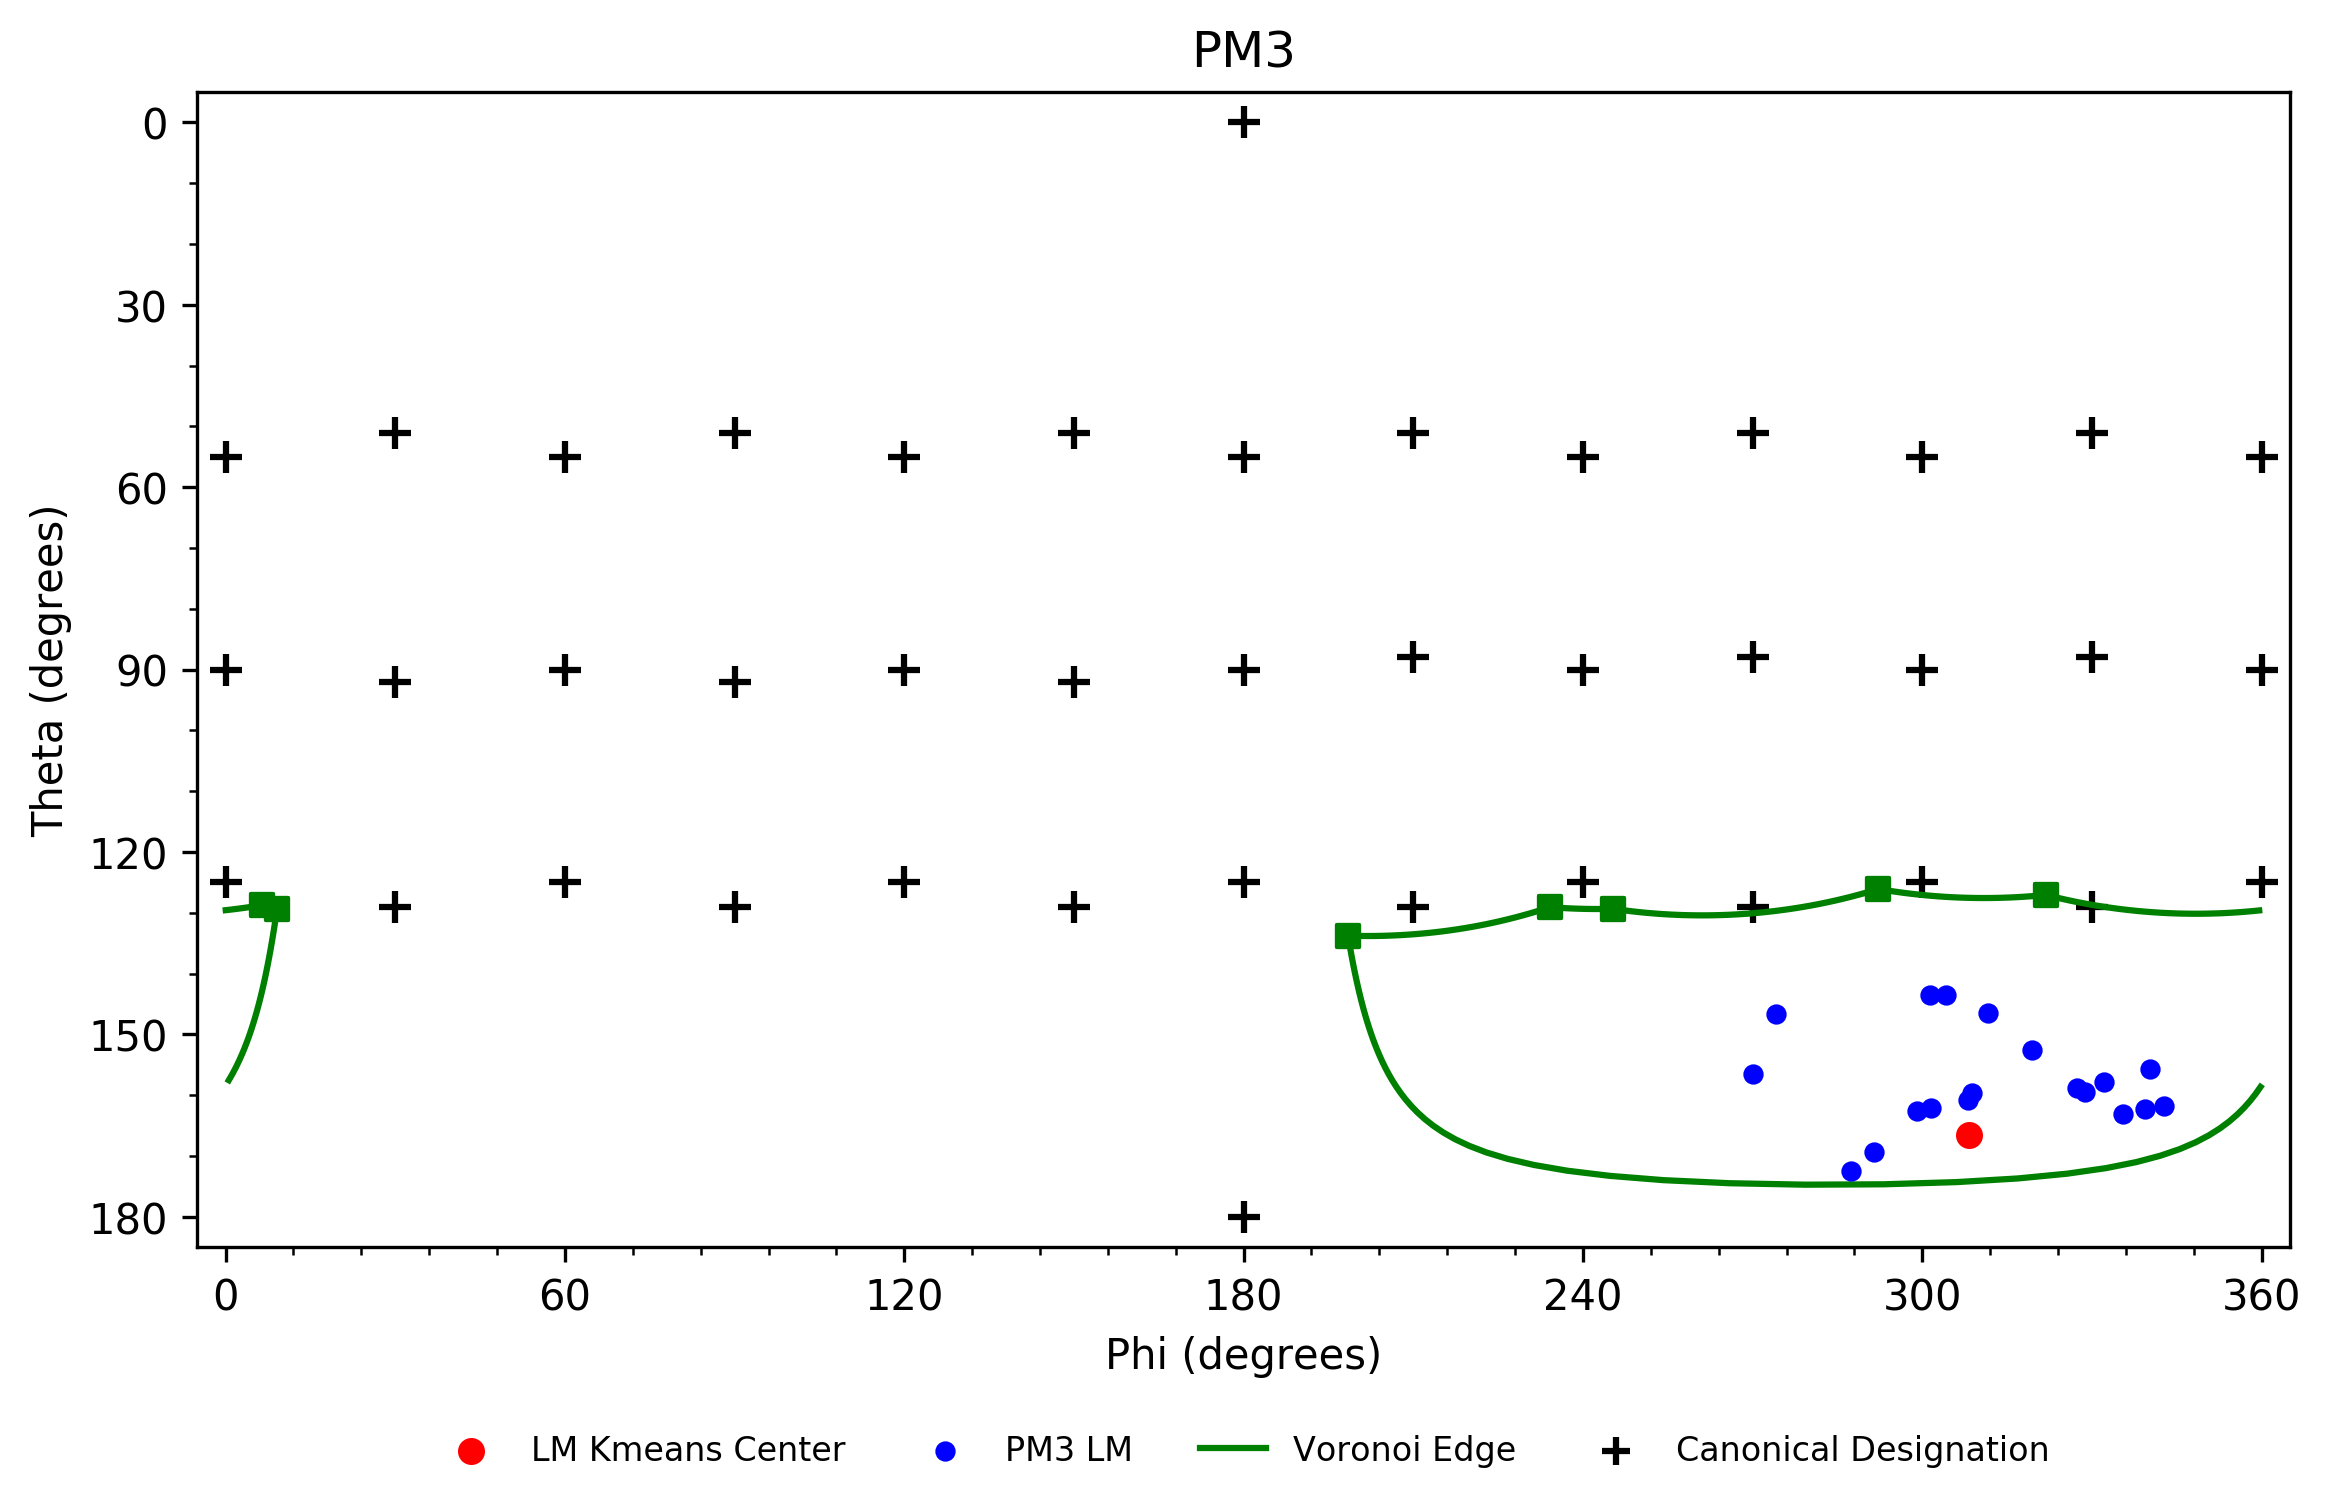 PM3
0
30
60
90
120
150
180
Theta (degrees)
0 60 120 180 240 300 360
Phi (degrees)
LM Kmeans Center PM3 LM Voronoi Edge Canonical Designation